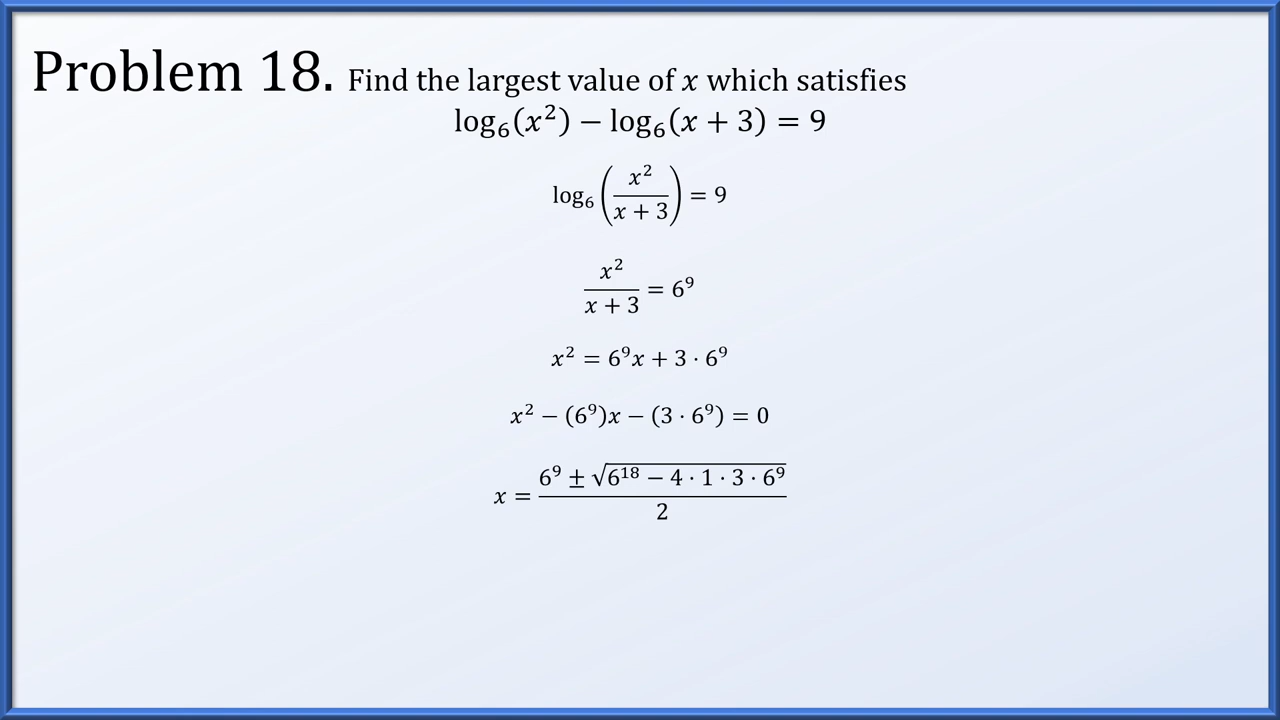 Problem 18. Find the largest value of x which satisfies
log₆(x²) − log₆(x + 3) = 9
log₆(x²/(x + 3)) = 9
x²/(x + 3) = 6⁹
x² = 6⁹x + 3 · 6⁹
x² − (6⁹)x − (3 · 6⁹) = 0
x = (6⁹ ± √(6¹⁸ − 4 · 1 · 3 · 6⁹))/2